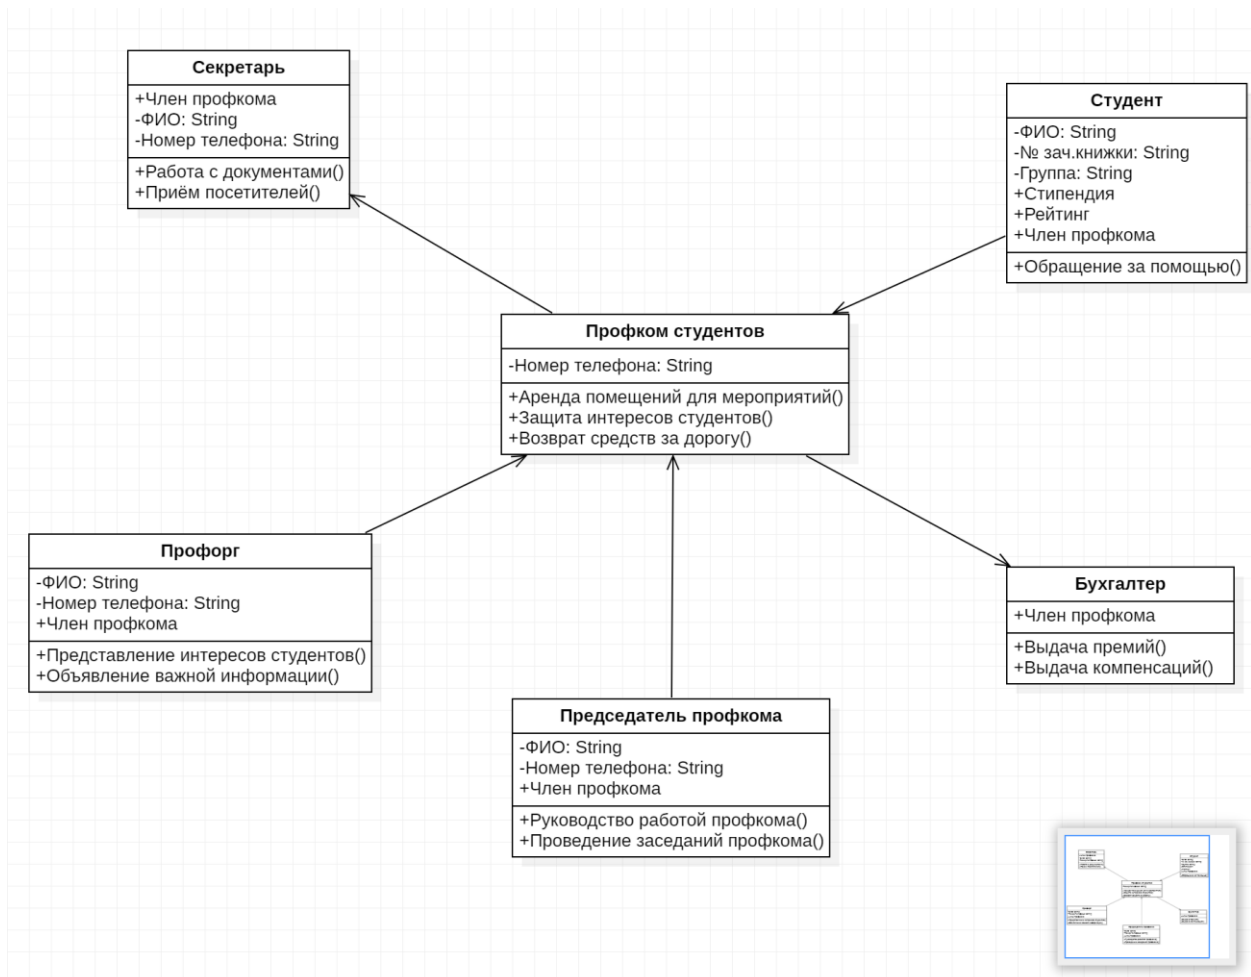 Секретарь
+Член профкома
-ФИО: String
-Номер телефона: String
+Работа с документами()
+Приём посетителей()
Студент
-ФИО: String
-№ зач.книжки: String
-Группа: String
+Стипендия
+Рейтинг
+Член профкома
+Обращение за помощью()
Профком студентов
-Номер телефона: String
+Аренда помещений для мероприятий()
+Защита интересов студентов()
+Возврат средств за дорогу()
Профорг
-ФИО: String
-Номер телефона: String
+Член профкома
+Представление интересов студентов()
+Объявление важной информации()
Бухгалтер
+Член профкома
+Выдача премий()
+Выдача компенсаций()
Председатель профкома
-ФИО: String
-Номер телефона: String
+Член профкома
+Руководство работой профкома()
+Проведение заседаний профкома()